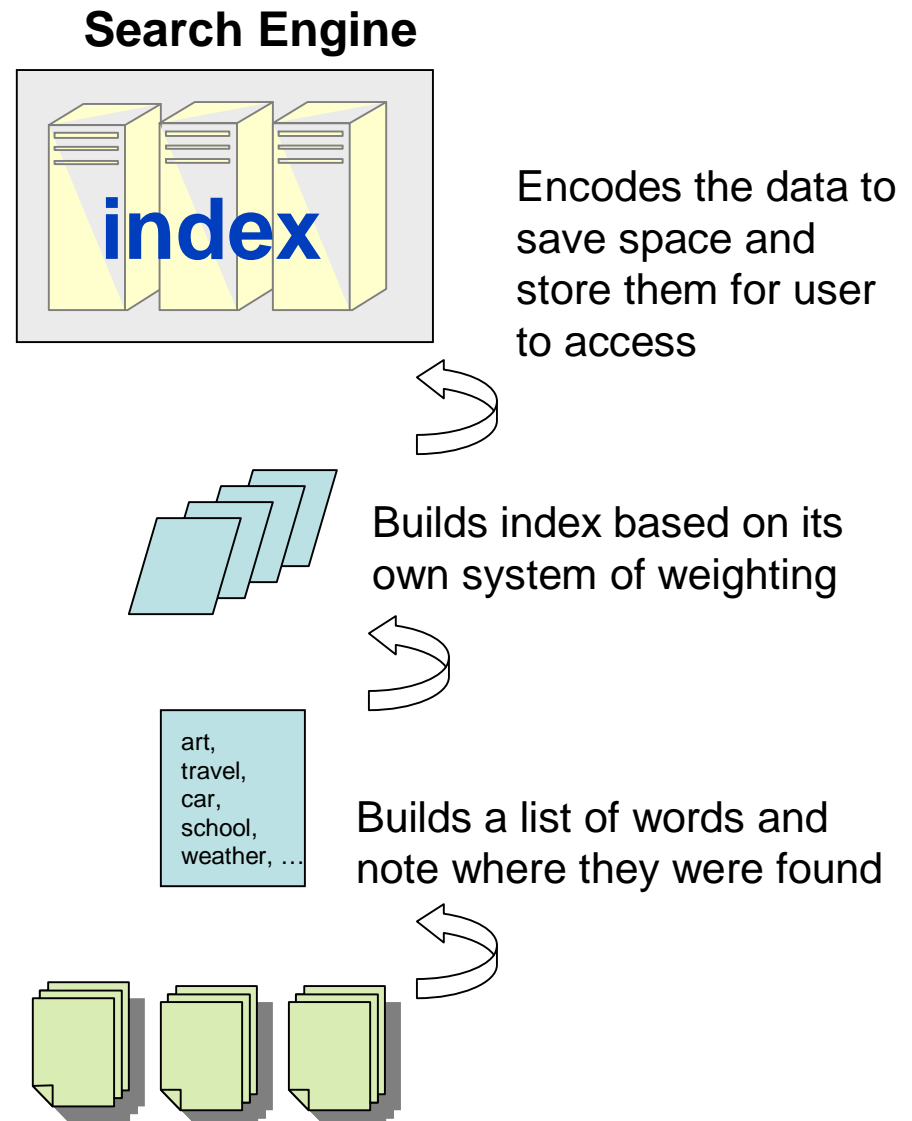 Search Engine
index
Encodes the data to
save space and
store them for user
to access
Builds index based on its
own system of weighting
art,
travel,
car,
school,
weather, …
Builds a list of words and
note where they were found